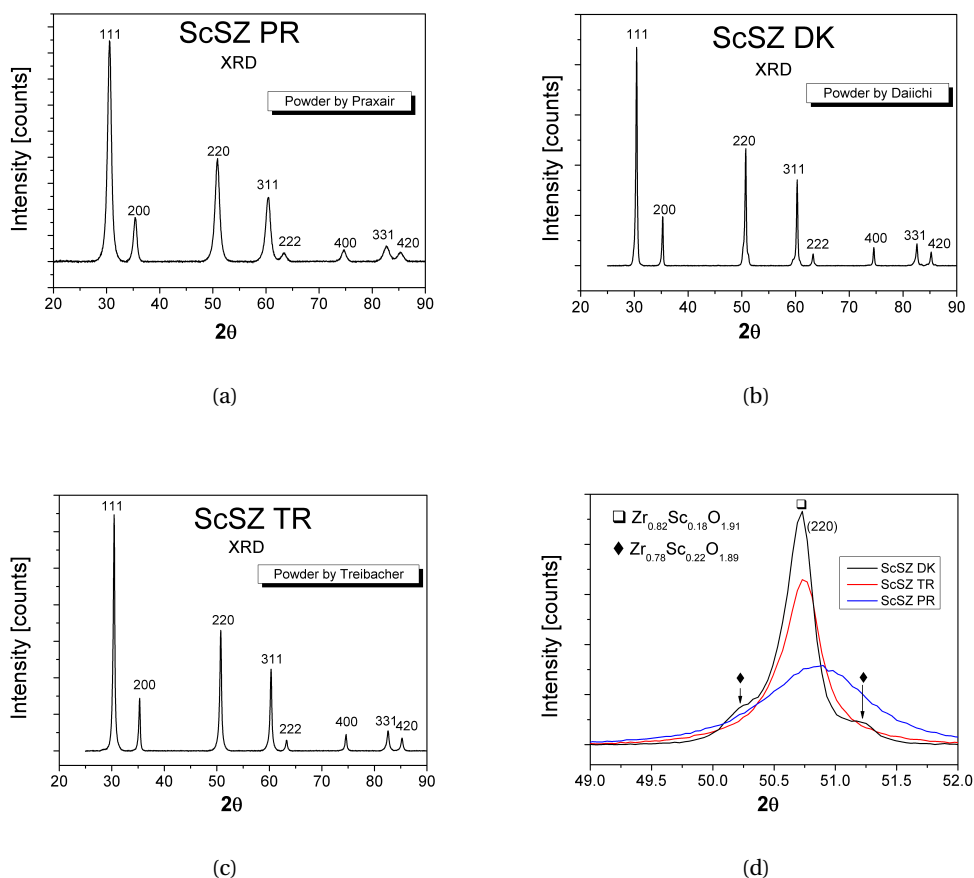 ScSZ PR
XRD
Powder by Praxair
111
200
220
311
222
400
331
420
Intensity [counts]
20 30 40 50 60 70 80 90
2θ
(a)
ScSZ DK
XRD
Powder by Daiichi
111
200
220
311
222
400
331
420
Intensity [counts]
20 30 40 50 60 70 80 90
2θ
(b)
ScSZ TR
XRD
Powder by Treibacher
111
200
220
311
222
400
331
420
Intensity [counts]
20 30 40 50 60 70 80 90
2θ
(c)
Zr0.82Sc0.18O1.91
Zr0.78Sc0.22O1.89
(220)
ScSZ DK
ScSZ TR
ScSZ PR
Intensity [counts]
49.0 49.5 50.0 50.5 51.0 51.5 52.0
2θ
(d)